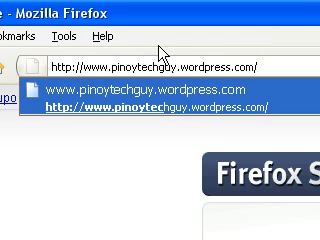 - Mozilla Firefox
okmarks Tools Help
http://www.pinoytechguy.wordpress.com/
www.pinoytechguy.wordpress.com
upo
http://www.pinoytechguy.wordpress.com/
Firefox S